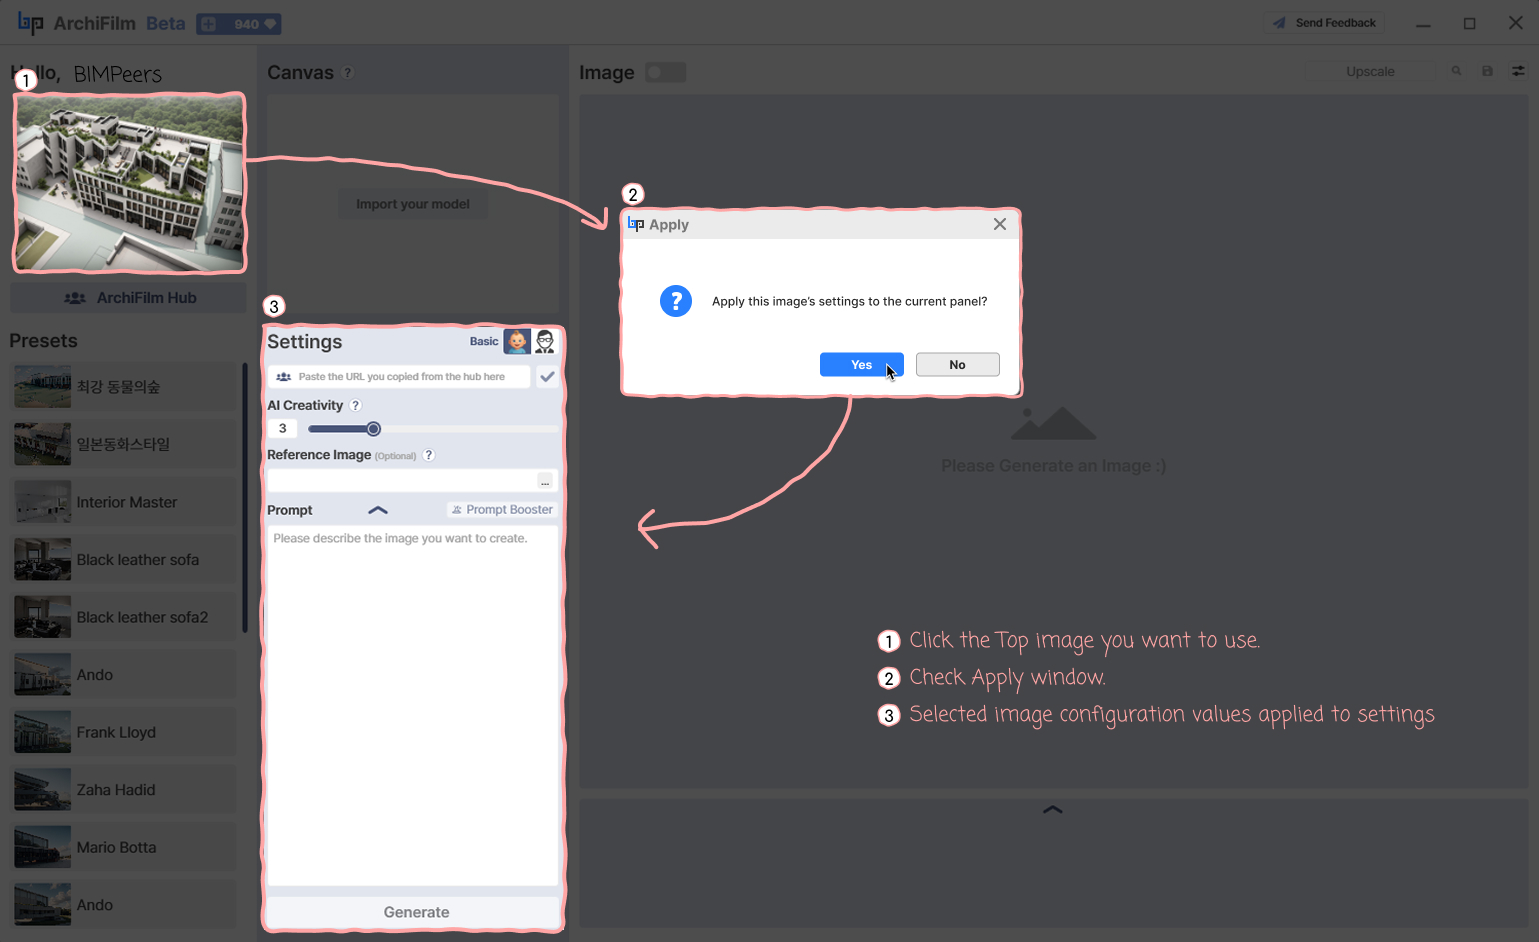 bp ArchiFilm Beta 940
Send Feedback
1
llo, BIMPeers
ArchiFilm Hub
Presets
최강 동물의숲
일본동화스타일
Interior Master
Black leather sofa
Black leather sofa2
Ando
Frank Lloyd
Zaha Hadid
Mario Botta
Ando
Canvas ?
Import your model
3
Settings
Basic
Paste the URL you copied from the hub here
AI Creativity ?
3
Reference Image (Optional) ?
...
Prompt
Prompt Booster
Please describe the image you want to create.
Generate
Image
Upscale
2
bp Apply
?
Apply this image's settings to the current panel?
Yes
No
Please Generate an Image :)
1 Click the Top image you want to use.
2 Check Apply window.
3 Selected image configuration values applied to settings